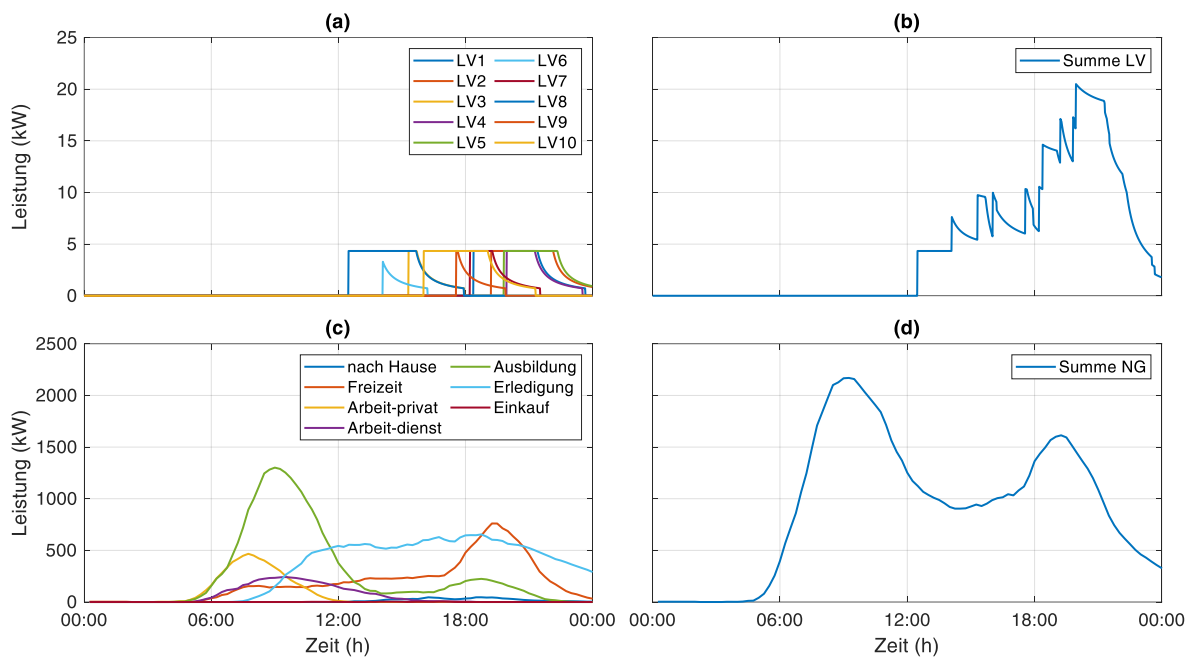 (a)
25
20
15
10
5
0
Leistung (kW)
LV1 LV6
LV2 LV7
LV3 LV8
LV4 LV9
LV5 LV10
(b)
Summe LV
(c)
2500
2000
1500
1000
500
0
Leistung (kW)
nach Hause Ausbildung
Freizeit Erledigung
Arbeit-privat Einkauf
Arbeit-dienst
00:00 06:00 12:00 18:00 00:00
Zeit (h)
(d)
Summe NG
00:00 06:00 12:00 18:00 00:00
Zeit (h)